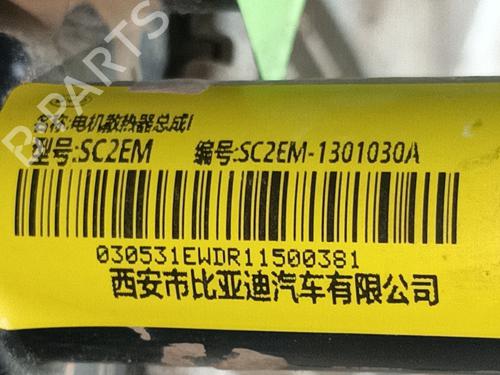 B-PARTS
名称:电机散热器总成I
型号:SC2EM 编号:SC2EM-1301030A
030531EWDR11500381
西安市比亚迪汽车有限公司